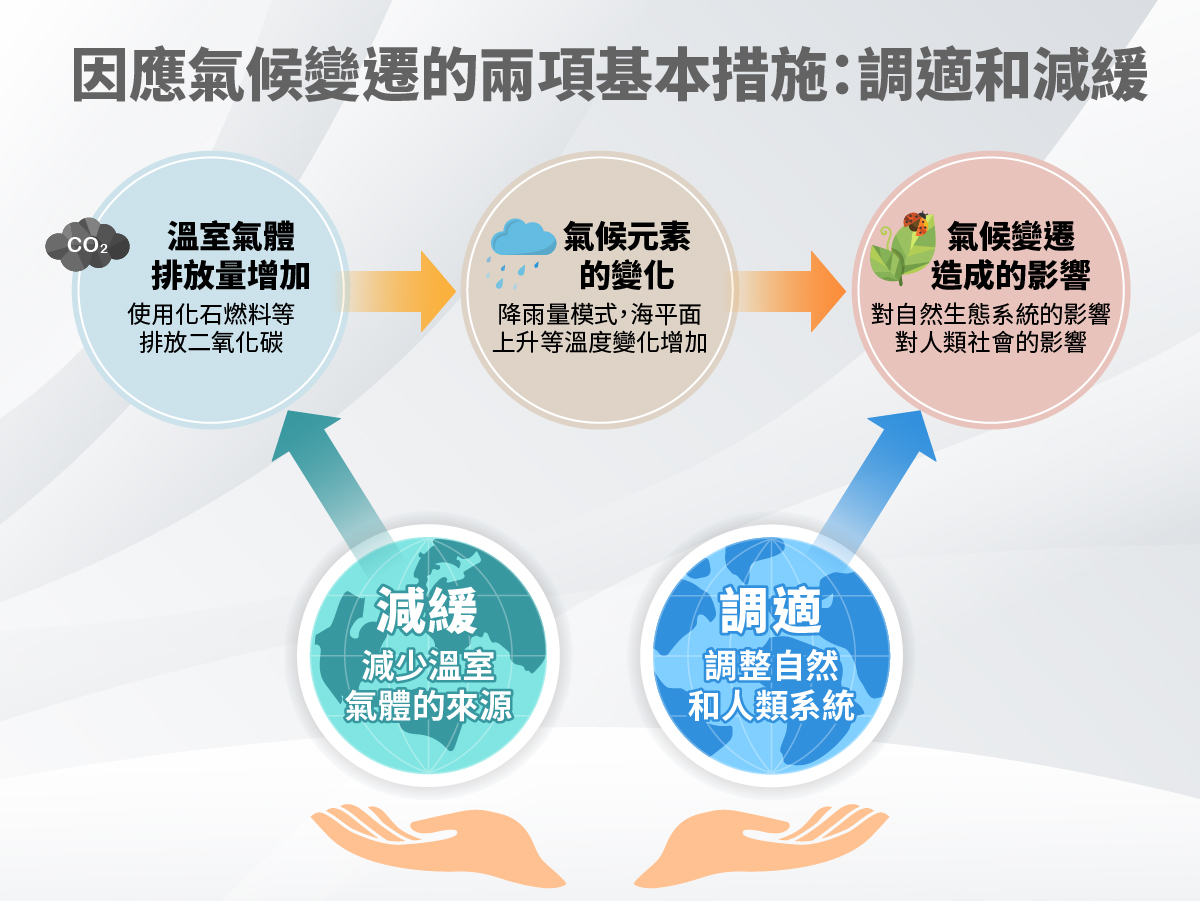 因應氣候變遷的兩項基本措施：調適和減緩
CO₂
溫室氣體
排放量增加
使用化石燃料等
排放二氧化碳
氣候元素
的變化
降雨量模式，海平面
上升等溫度變化增加
氣候變遷
造成的影響
對自然生態系統的影響
對人類社會的影響
減緩
減少溫室
氣體的來源
調適
調整自然
和人類系統